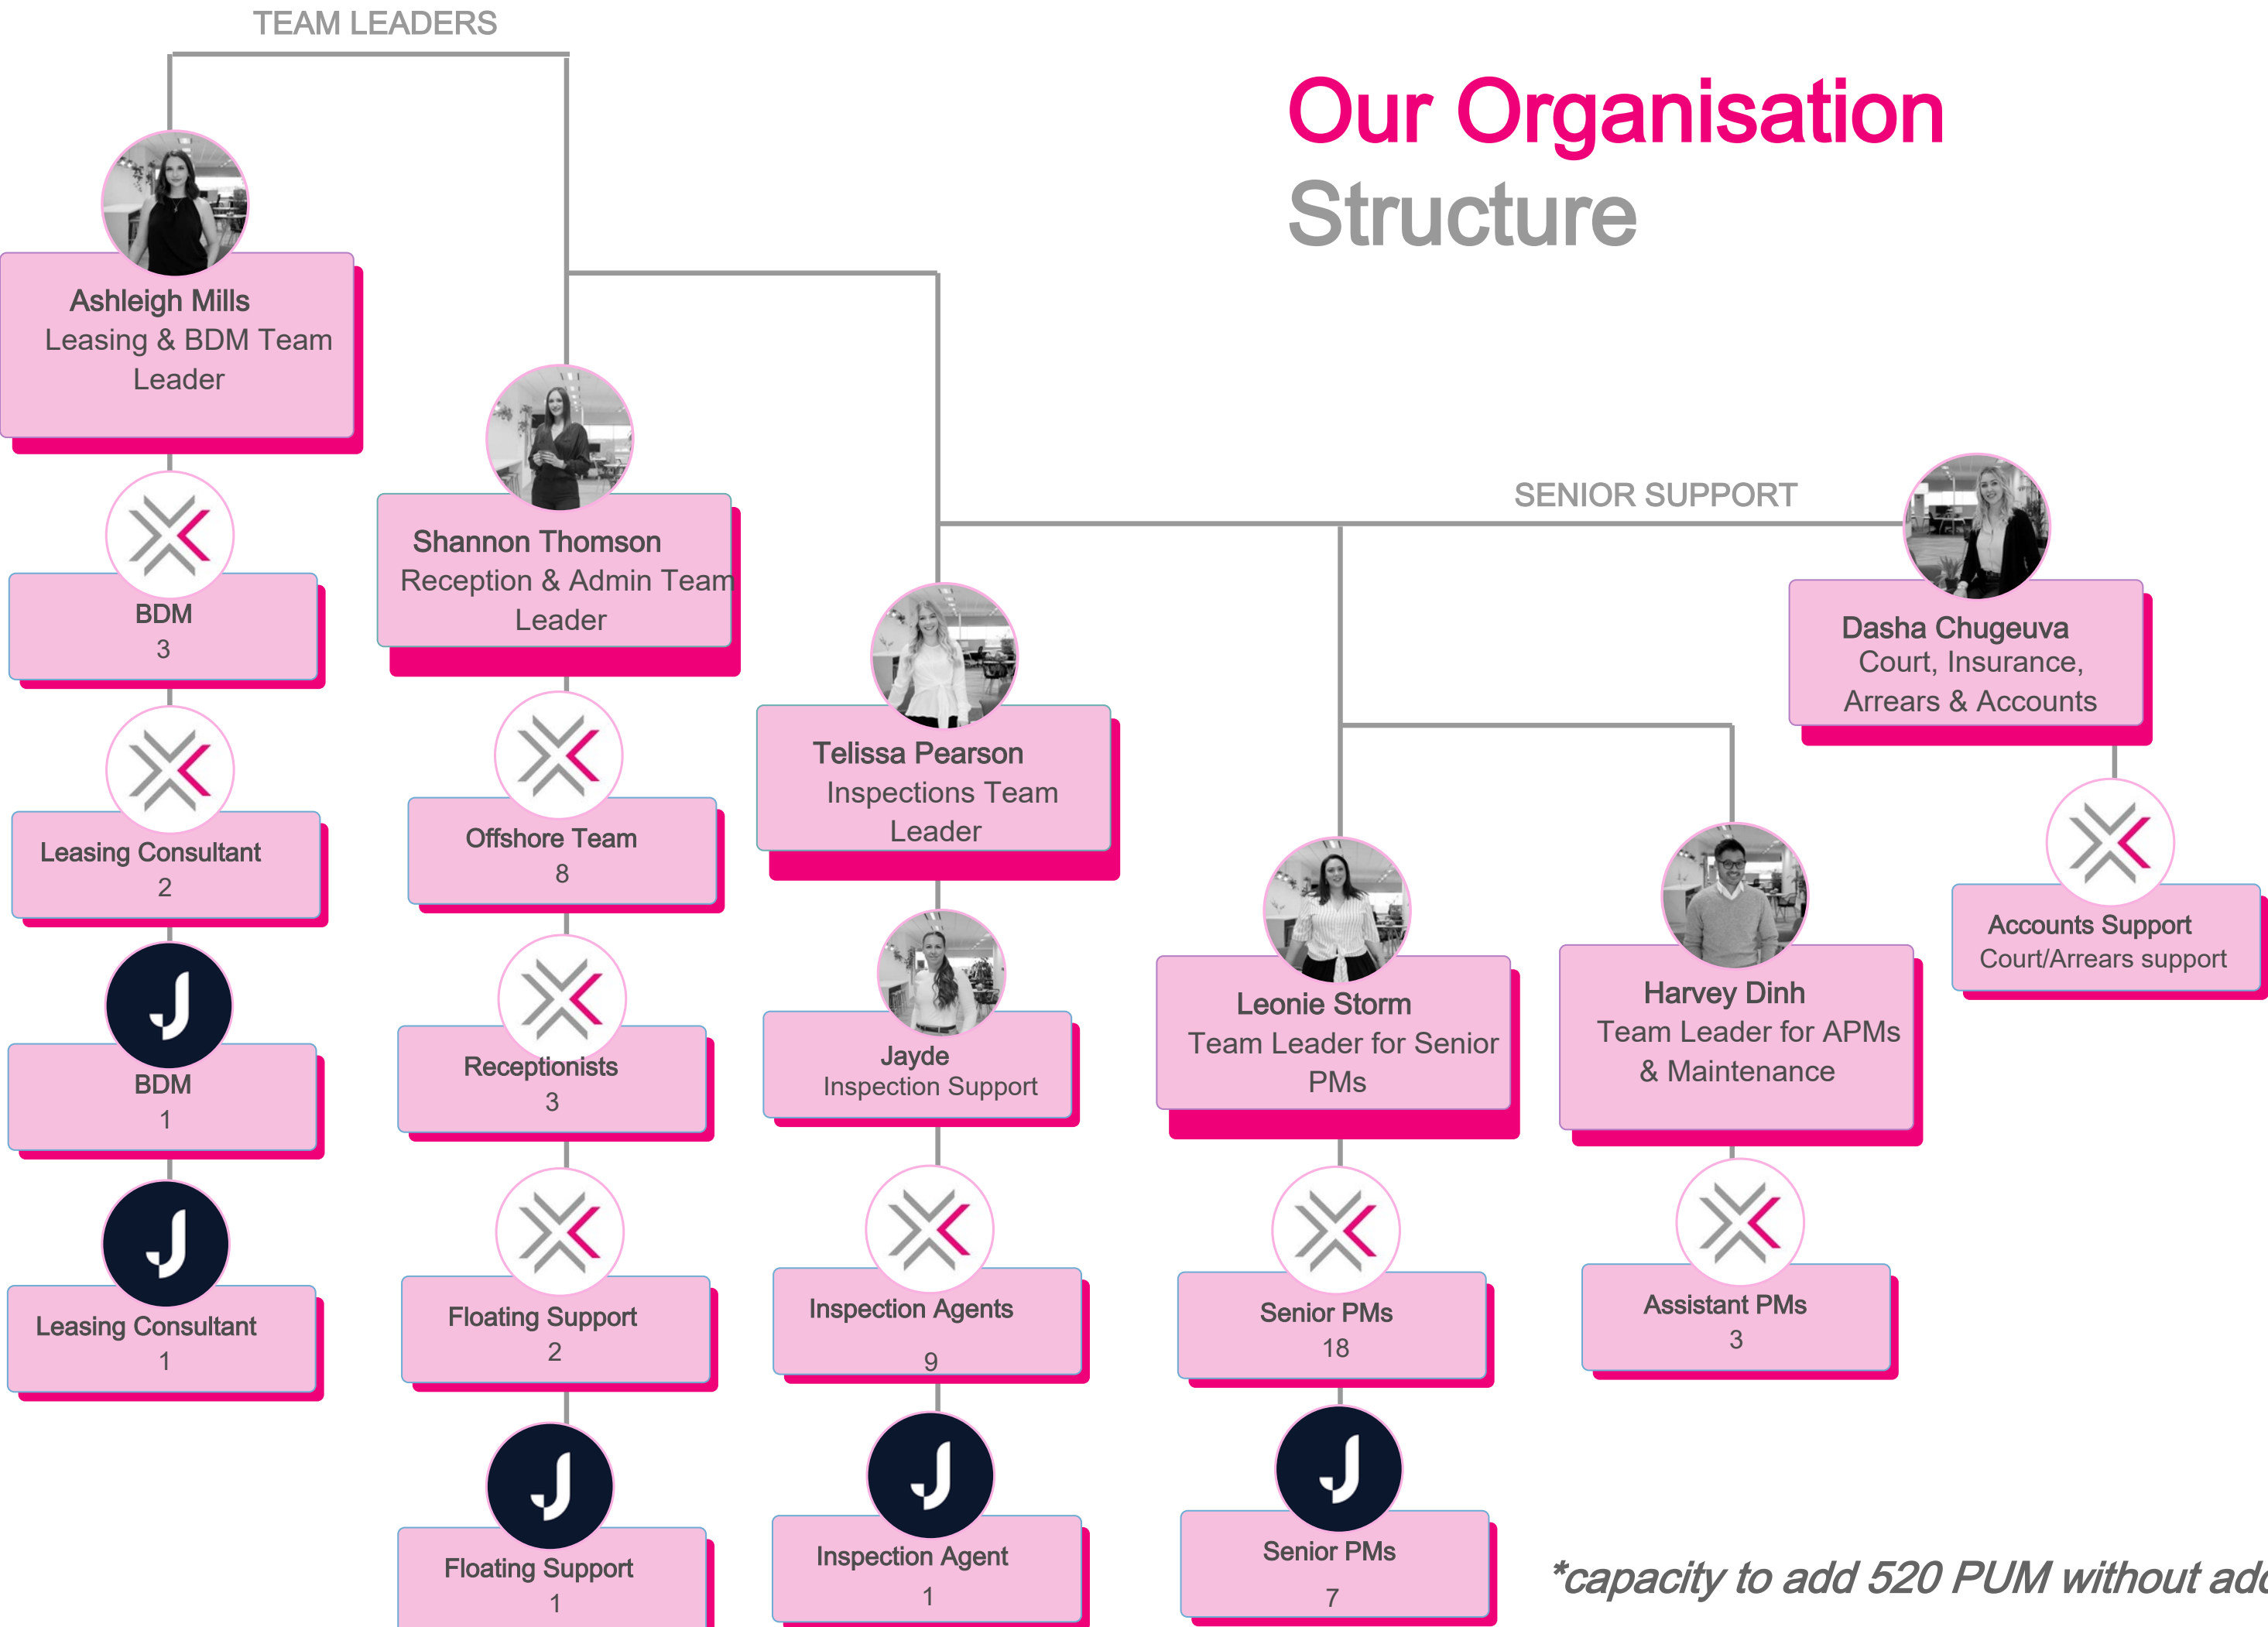 TEAM LEADERS
Our Organisation
Structure
Ashleigh Mills
Leasing & BDM Team
Leader
BDM
3
Leasing Consultant
2
BDM
1
Leasing Consultant
1
Shannon Thomson
Reception & Admin Team
Leader
Offshore Team
8
Receptionists
3
Floating Support
2
Floating Support
1
Telissa Pearson
Inspections Team
Leader
Jayde
Inspection Support
Inspection Agents
9
Inspection Agent
1
SENIOR SUPPORT
Leonie Storm
Team Leader for Senior
PMs
Senior PMs
18
Senior PMs
7
Harvey Dinh
Team Leader for APMs
& Maintenance
Assistant PMs
3
Dasha Chugeuva
Court, Insurance,
Arrears & Accounts
Accounts Support
Court/Arrears support
*capacity to add 520 PUM without